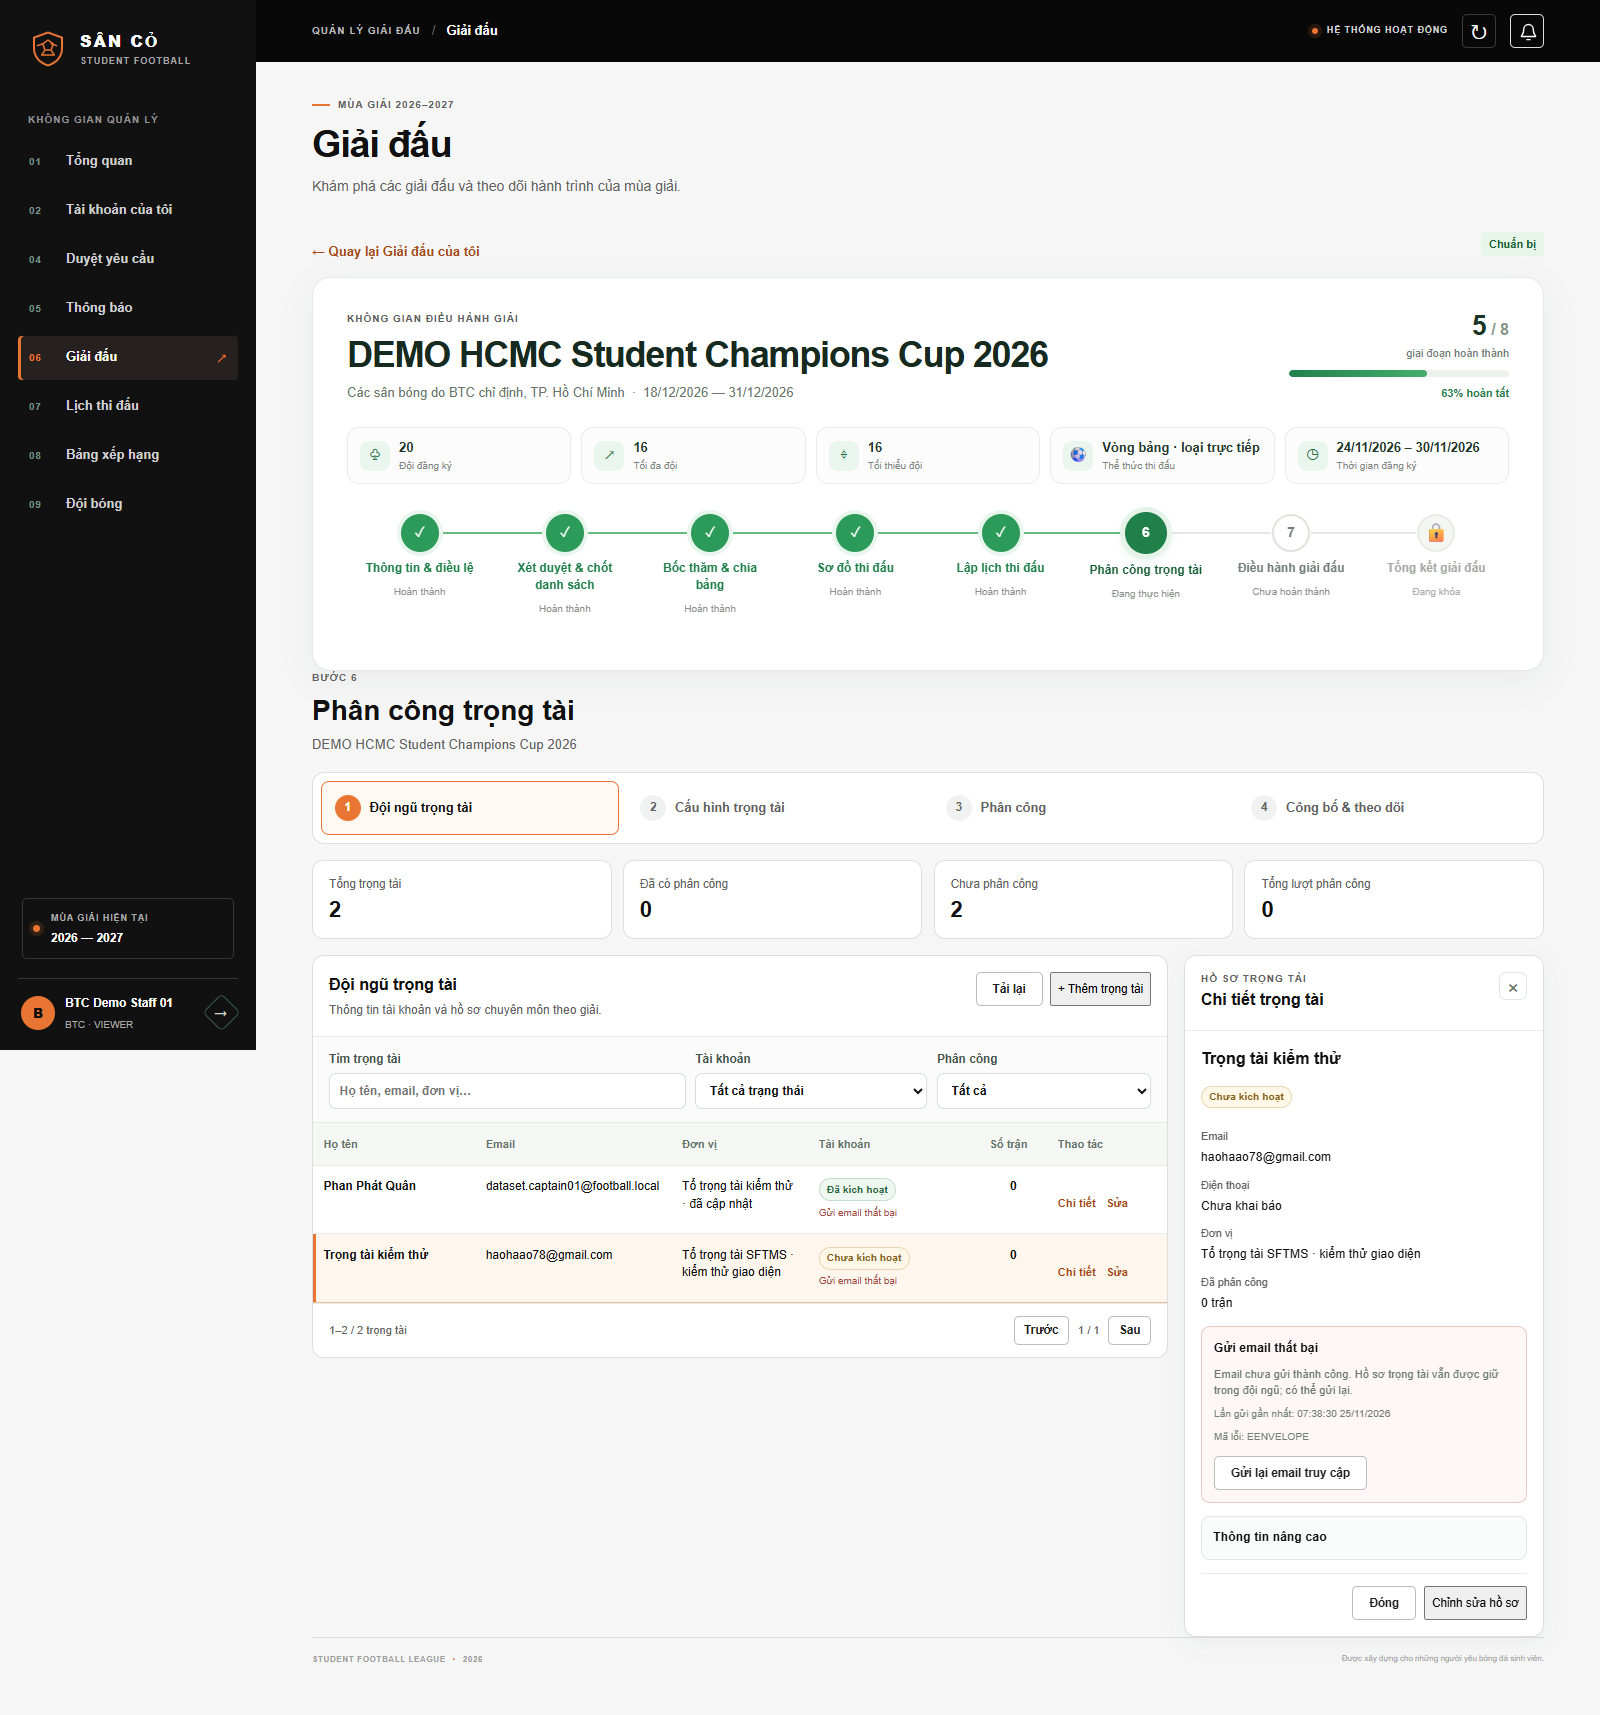 SÂN CỎ
STUDENT FOOTBALL
KHÔNG GIAN QUẢN LÝ
01 Tổng quan
02 Tài khoản của tôi
04 Duyệt yêu cầu
05 Thông báo
06 Giải đấu ↗
07 Lịch thi đấu
08 Bảng xếp hạng
09 Đội bóng
MÙA GIẢI HIỆN TẠI
2026 — 2027
B
BTC Demo Staff 01
BTC · VIEWER
→
QUẢN LÝ GIẢI ĐẤU / Giải đấu
HỆ THỐNG HOẠT ĐỘNG
↻
MÙA GIẢI 2026–2027
Giải đấu
Khám phá các giải đấu và theo dõi hành trình của mùa giải.
← Quay lại Giải đấu của tôi
Chuẩn bị
KHÔNG GIAN ĐIỀU HÀNH GIẢI
DEMO HCMC Student Champions Cup 2026
Các sân bóng do BTC chỉ định, TP. Hồ Chí Minh · 18/12/2026 — 31/12/2026
5 / 8
giai đoạn hoàn thành
63% hoàn tất
20
Đội đăng ký
16
Tối đa đội
16
Tối thiểu đội
Vòng bảng · loại trực tiếp
Thể thức thi đấu
24/11/2026 – 30/11/2026
Thời gian đăng ký
✓ Thông tin & điều lệ
Hoàn thành
✓ Xét duyệt & chốt
danh sách
Hoàn thành
✓ Bốc thăm & chia
bảng
Hoàn thành
✓ Sơ đồ thi đấu
Hoàn thành
✓ Lập lịch thi đấu
Hoàn thành
6 Phân công trọng tài
Đang thực hiện
7 Điều hành giải đấu
Chưa hoàn thành
Tổng kết giải đấu
Đang khóa
BƯỚC 6
Phân công trọng tài
DEMO HCMC Student Champions Cup 2026
1 Đội ngũ trọng tài
2 Cấu hình trọng tài
3 Phân công
4 Công bố & theo dõi
Tổng trọng tài
2
Đã có phân công
0
Chưa phân công
2
Tổng lượt phân công
0
Đội ngũ trọng tài
Thông tin tài khoản và hồ sơ chuyên môn theo giải.
Tải lại
+ Thêm trọng tài
Tìm trọng tài
Họ tên, email, đơn vị...
Tài khoản
Tất cả trạng thái
Phân công
Tất cả
Họ tên Email Đơn vị Tài khoản Số trận Thao tác
Phan Phát Quân dataset.captain01@football.local Tổ trọng tài kiểm thử
· đã cập nhật
Đã kích hoạt
Gửi email thất bại
0
Chi tiết Sửa
Trọng tài kiểm thử haohaao78@gmail.com Tổ trọng tài SFTMS ·
kiểm thử giao diện
Chưa kích hoạt
Gửi email thất bại
0
Chi tiết Sửa
1–2 / 2 trọng tài
Trước 1 / 1 Sau
HỒ SƠ TRỌNG TÀI
Chi tiết trọng tài
×
Trọng tài kiểm thử
Chưa kích hoạt
Email
haohaao78@gmail.com
Điện thoại
Chưa khai báo
Đơn vị
Tổ trọng tài SFTMS · kiểm thử giao diện
Đã phân công
0 trận
Gửi email thất bại
Email chưa gửi thành công. Hồ sơ trọng tài vẫn được giữ
trong đội ngũ; có thể gửi lại.
Lần gửi gần nhất: 07:38:30 25/11/2026
Mã lỗi: EENVELOPE
Gửi lại email truy cập
Thông tin nâng cao
Đóng
Chỉnh sửa hồ sơ
STUDENT FOOTBALL LEAGUE • 2026
Được xây dựng cho những người yêu bóng đá sinh viên.